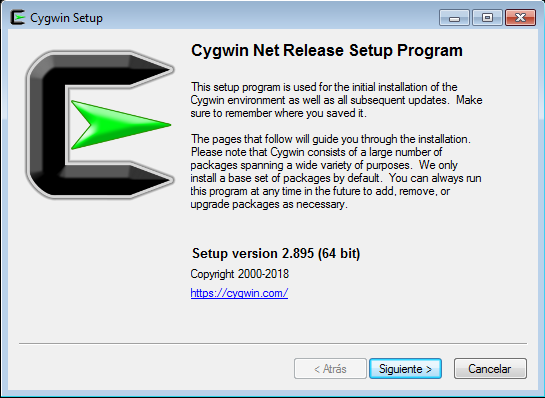 Cygwin Setup
Cygwin Net Release Setup Program
This setup program is used for the initial installation of the
Cygwin environment as well as all subsequent updates. Make
sure to remember where you saved it.
The pages that follow will guide you through the installation.
Please note that Cygwin consists of a large number of
packages spanning a wide variety of purposes. We only
install a base set of packages by default. You can always run
this program at any time in the future to add, remove, or
upgrade packages as necessary.
Setup version 2.895 (64 bit)
Copyright 2000-2018
https://cygwin.com/
< Atrás
Siguiente >
Cancelar